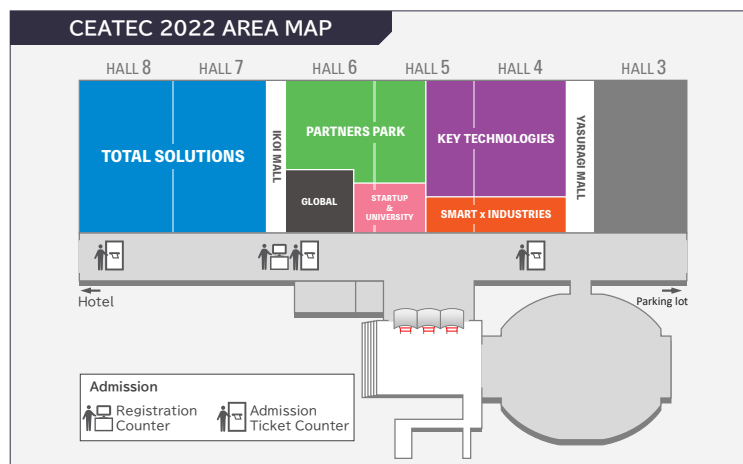 CEATEC 2022 AREA MAP
HALL 8
HALL 7
HALL 6
HALL 5
HALL 4
HALL 3
TOTAL SOLUTIONS
IKOI MALL
PARTNERS PARK
KEY TECHNOLOGIES
YASURAGI MALL
GLOBAL
STARTUP
&
UNIVERSITY
SMART x INDUSTRIES
Hotel
Parking lot
Admission
Registration
Counter
Admission
Ticket Counter